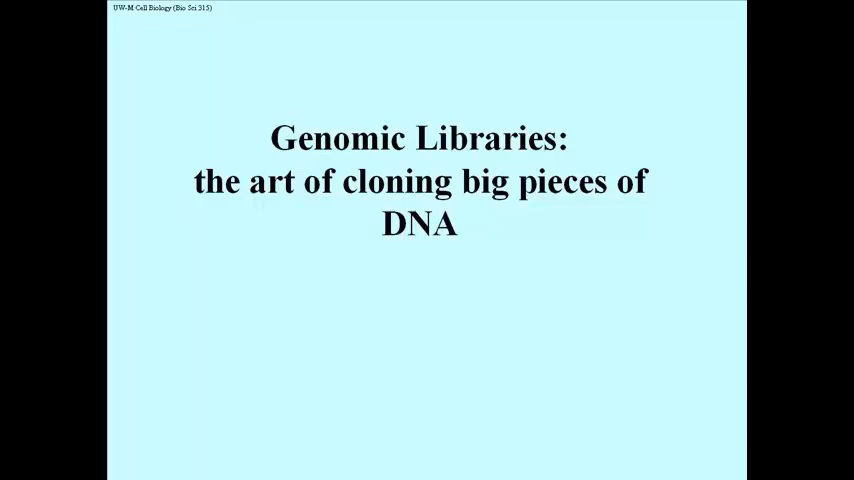 UW-M Cell Biology (Bio Sci 315)
Genomic Libraries:
the art of cloning big pieces of
DNA